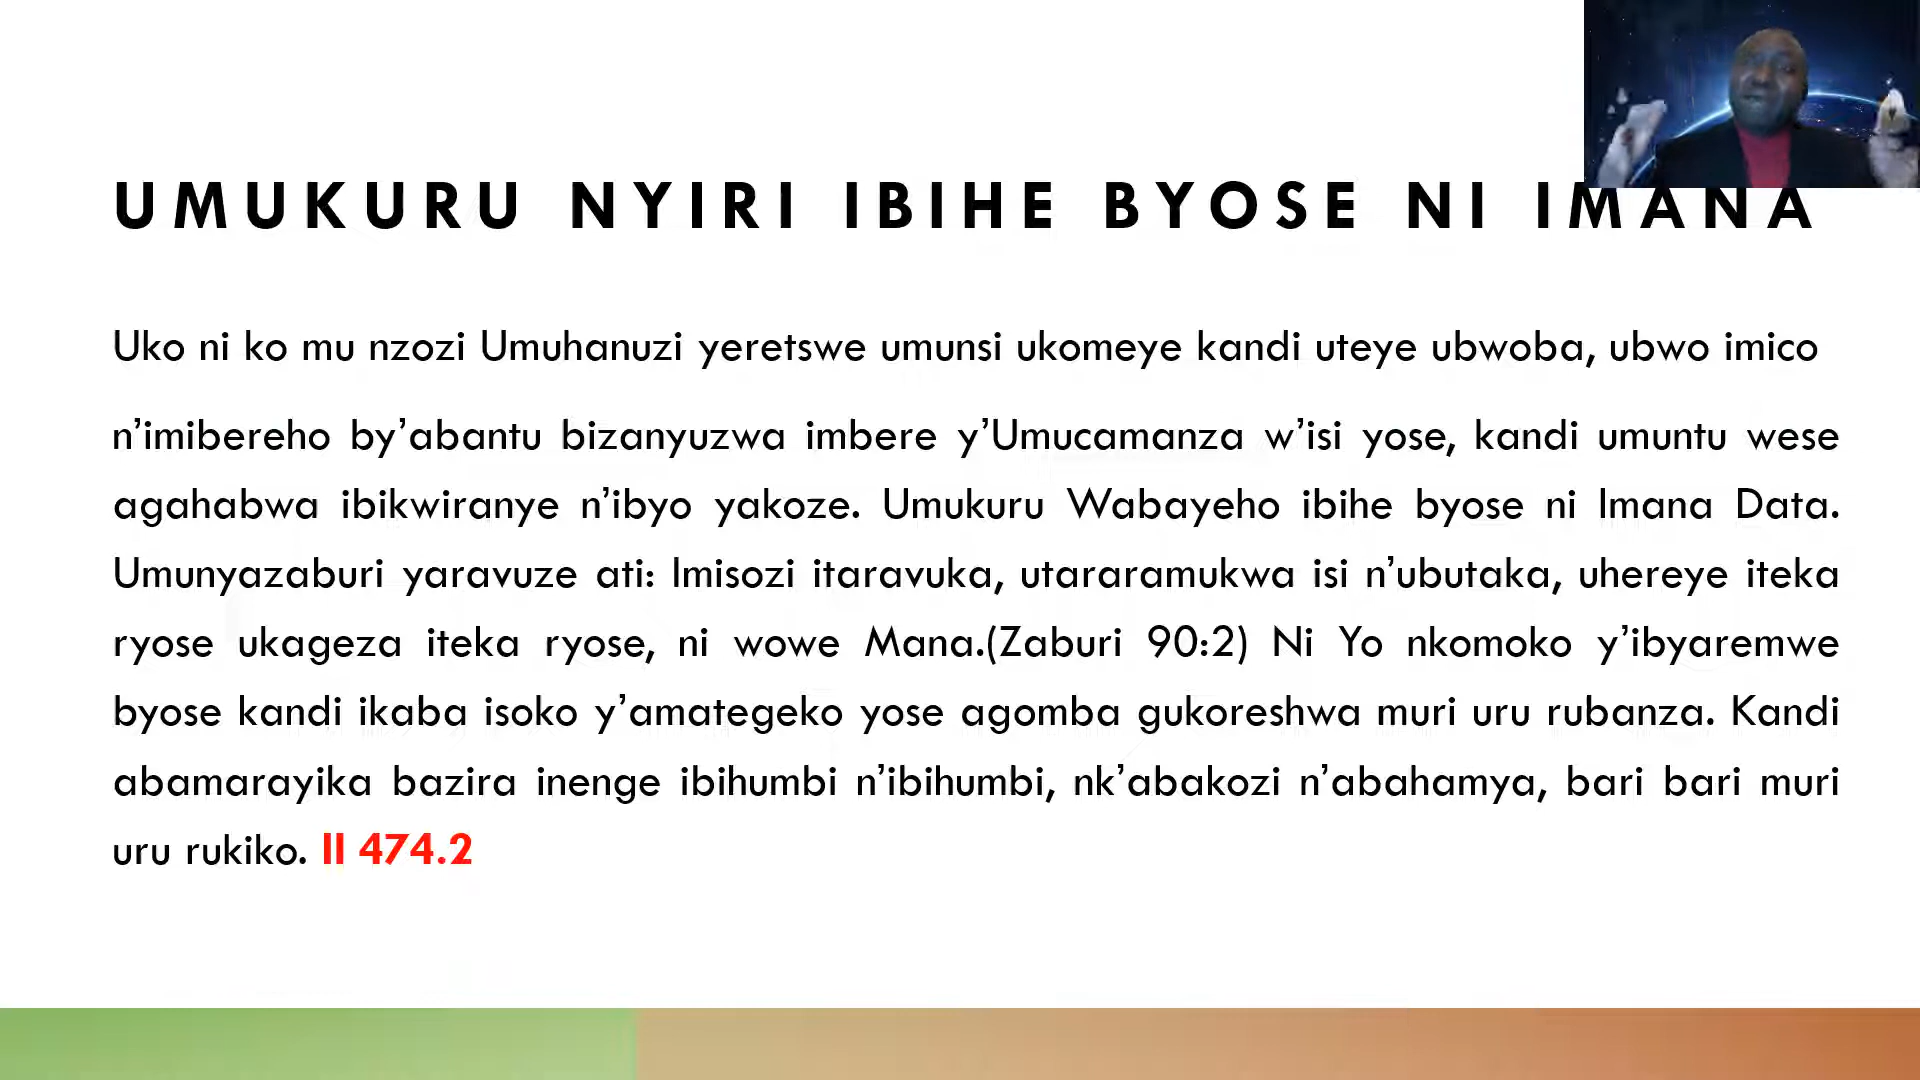 UMUKURU NYIRI IBIHE BYOSE NI IMANA
Uko ni ko mu nzozi Umuhanuzi yeretswe umunsi ukomeye kandi uteye ubwoba, ubwo imico
n’imibereho by’abantu bizanyuzwa imbere y’Umucamanza w’isi yose, kandi umuntu wese
agahabwa ibikwiranye n’ibyo yakoze. Umukuru Wabayeho ibihe byose ni Imana Data.
Umunyazaburi yaravuze ati: Imisozi itaravuka, utararamukwa isi n’ubutaka, uhereye iteka
ryose ukageza iteka ryose, ni wowe Mana.(Zaburi 90:2) Ni Yo nkomoko y’ibyaremwe
byose kandi ikaba isoko y’amategeko yose agomba gukoreshwa muri uru rubanza. Kandi
abamarayika bazira inenge ibihumbi n’ibihumbi, nk’abakozi n’abahamya, bari bari muri
uru rukiko. II 474.2